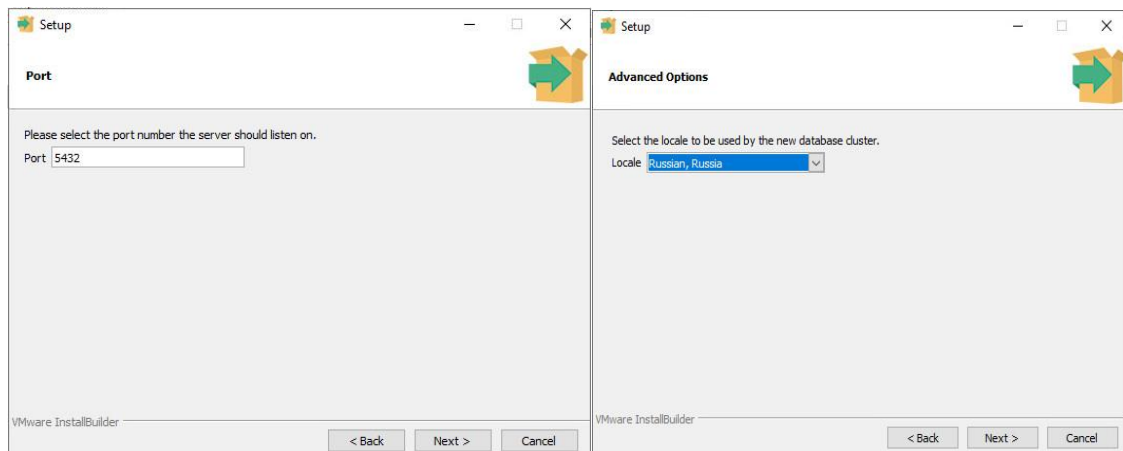 Setup
Port
Please select the port number the server should listen on.
Port 5432
VMware InstallBuilder
< Back Next > Cancel
Setup
Advanced Options
Select the locale to be used by the new database cluster.
Locale Russian, Russia
VMware InstallBuilder
< Back Next > Cancel